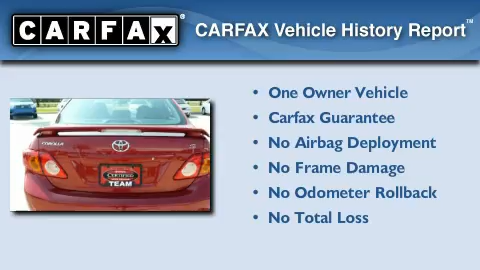 CARFAX®
CARFAX Vehicle History Report™
• One Owner Vehicle
• Carfax Guarantee
• No Airbag Deployment
• No Frame Damage
• No Odometer Rollback
• No Total Loss
COROLLA
CERTIFIED
TEAM